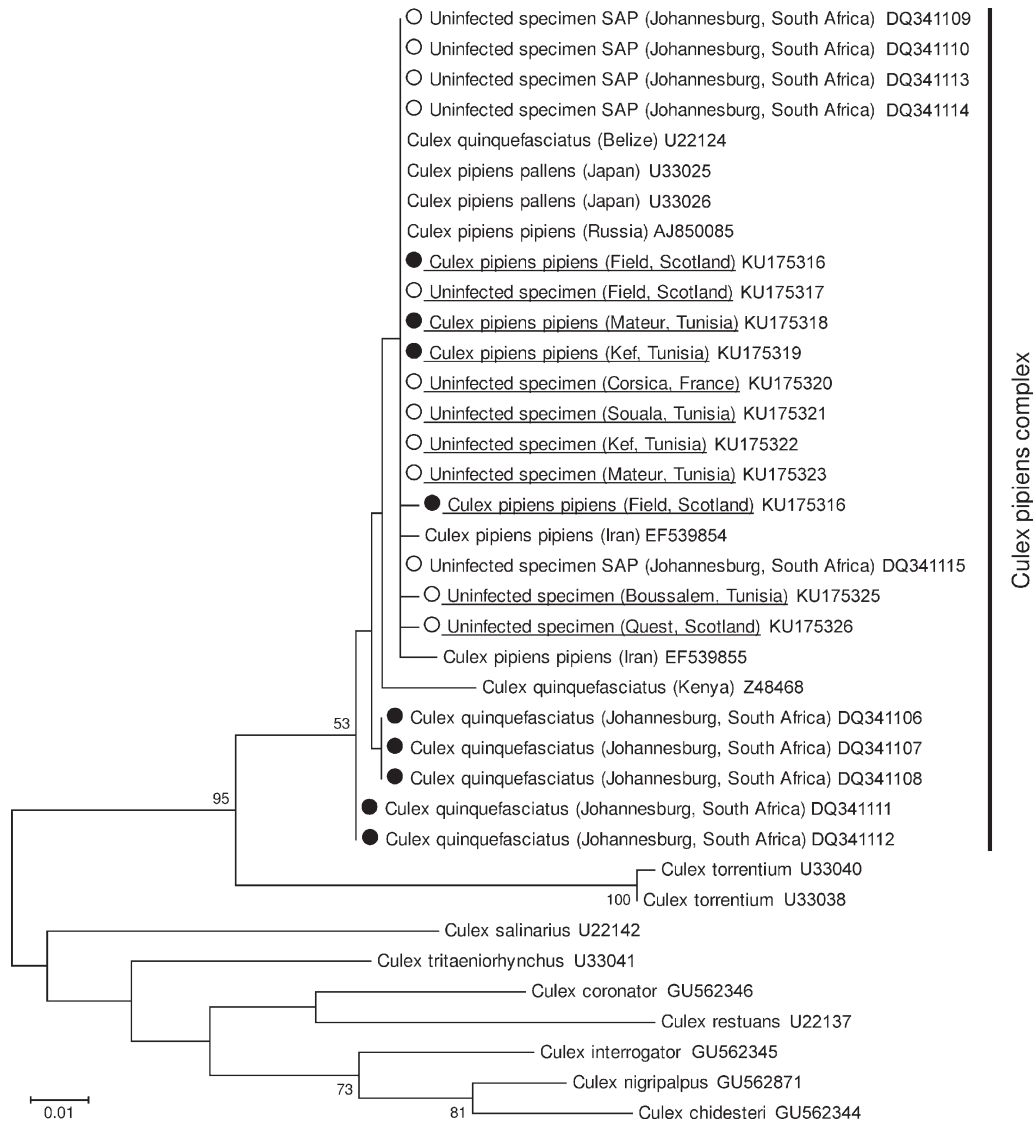 Uninfected specimen SAP (Johannesburg, South Africa) DQ341109
Uninfected specimen SAP (Johannesburg, South Africa) DQ341110
Uninfected specimen SAP (Johannesburg, South Africa) DQ341113
Uninfected specimen SAP (Johannesburg, South Africa) DQ341114
Culex quinquefasciatus (Belize) U22124
Culex pipiens pallens (Japan) U33025
Culex pipiens pallens (Japan) U33026
Culex pipiens pipiens (Russia) AJ850085
Culex pipiens pipiens (Field, Scotland) KU175316
Uninfected specimen (Field, Scotland) KU175317
Culex pipiens pipiens (Mateur, Tunisia) KU175318
Culex pipiens pipiens (Kef, Tunisia) KU175319
Uninfected specimen (Corsica, France) KU175320
Uninfected specimen (Souala, Tunisia) KU175321
Uninfected specimen (Kef, Tunisia) KU175322
Uninfected specimen (Mateur, Tunisia) KU175323
Culex pipiens pipiens (Field, Scotland) KU175316
Culex pipiens pipiens (Iran) EF539854
Uninfected specimen SAP (Johannesburg, South Africa) DQ341115
Uninfected specimen (Boussalem, Tunisia) KU175325
Uninfected specimen (Quest, Scotland) KU175326
Culex pipiens pipiens (Iran) EF539855
Culex quinquefasciatus (Kenya) Z48468
Culex quinquefasciatus (Johannesburg, South Africa) DQ341106
53
Culex quinquefasciatus (Johannesburg, South Africa) DQ341107
Culex quinquefasciatus (Johannesburg, South Africa) DQ341108
95
Culex quinquefasciatus (Johannesburg, South Africa) DQ341111
Culex quinquefasciatus (Johannesburg, South Africa) DQ341112
Culex pipiens complex
Culex torrentium U33040
100
Culex torrentium U33038
Culex salinarius U22142
Culex tritaeniorhynchus U33041
Culex coronator GU562346
Culex restuans U22137
Culex interrogator GU562345
73
Culex nigripalpus GU562871
81
Culex chidesteri GU562344
0.01